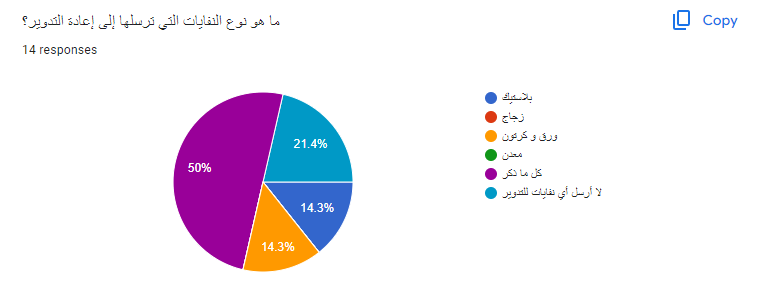 ما هو نوع النفايات التي ترسلها إلى إعادة التدوير؟
Copy
14 responses
21.4%
50%
14.3%
14.3%
بلاستيك
زجاج
ورق و كرتون
معدن
كل ما ذكر
لا أرسل أي نفايات للتدوير